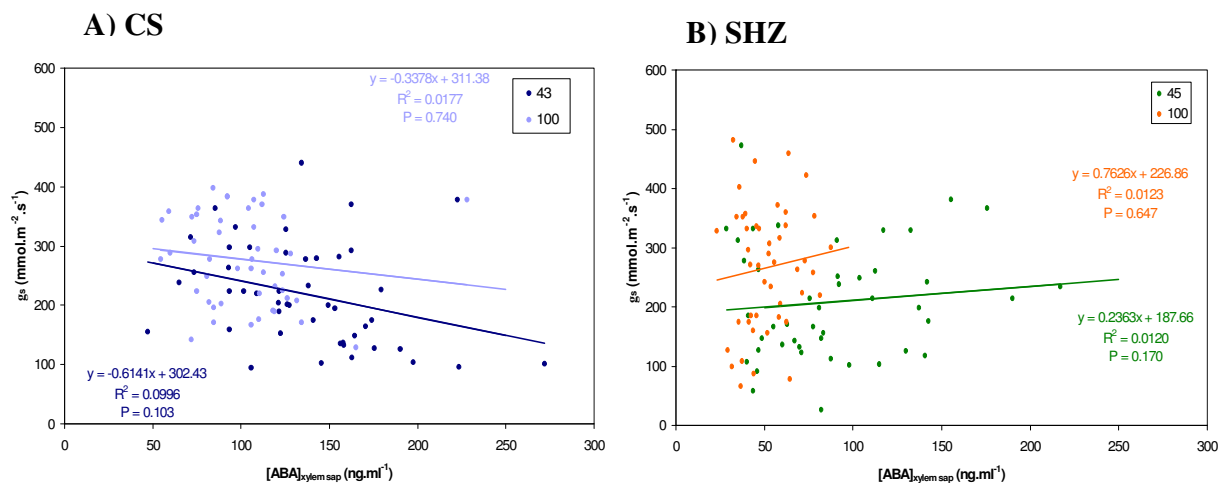 A) CS
y = -0.3378x + 311.38
R² = 0.0177
P = 0.740
43
100
600
500
400
300
200
100
0
0 50 100 150 200 250 300
gs (mmol.m⁻².s⁻¹)
[ABA]xylem sap (ng.ml⁻¹)
y = -0.6141x + 302.43
R² = 0.0996
P = 0.103
B) SHZ
45
100
y = 0.7626x + 226.86
R² = 0.0123
P = 0.647
y = 0.2363x + 187.66
R² = 0.0120
P = 0.170
600
500
400
300
200
100
0
0 50 100 150 200 250 300
gs (mmol.m⁻².s⁻¹)
[ABA]xylem sap (ng.ml⁻¹)